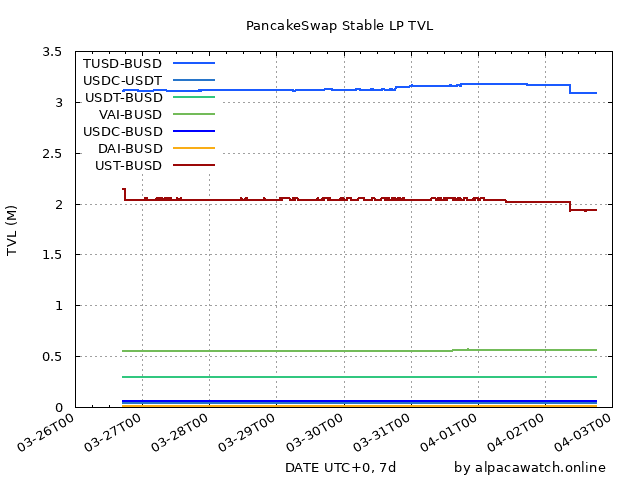 PancakeSwap Stable LP TVL
TVL (M)
3.5
3
2.5
2
1.5
1
0.5
0
TUSD-BUSD
USDC-USDT
USDT-BUSD
VAI-BUSD
USDC-BUSD
DAI-BUSD
UST-BUSD
03-26T00
03-27T00
03-28T00
03-29T00
03-30T00
03-31T00
04-01T00
04-02T00
04-03T00
DATE UTC+0, 7d
by alpacawatch.online